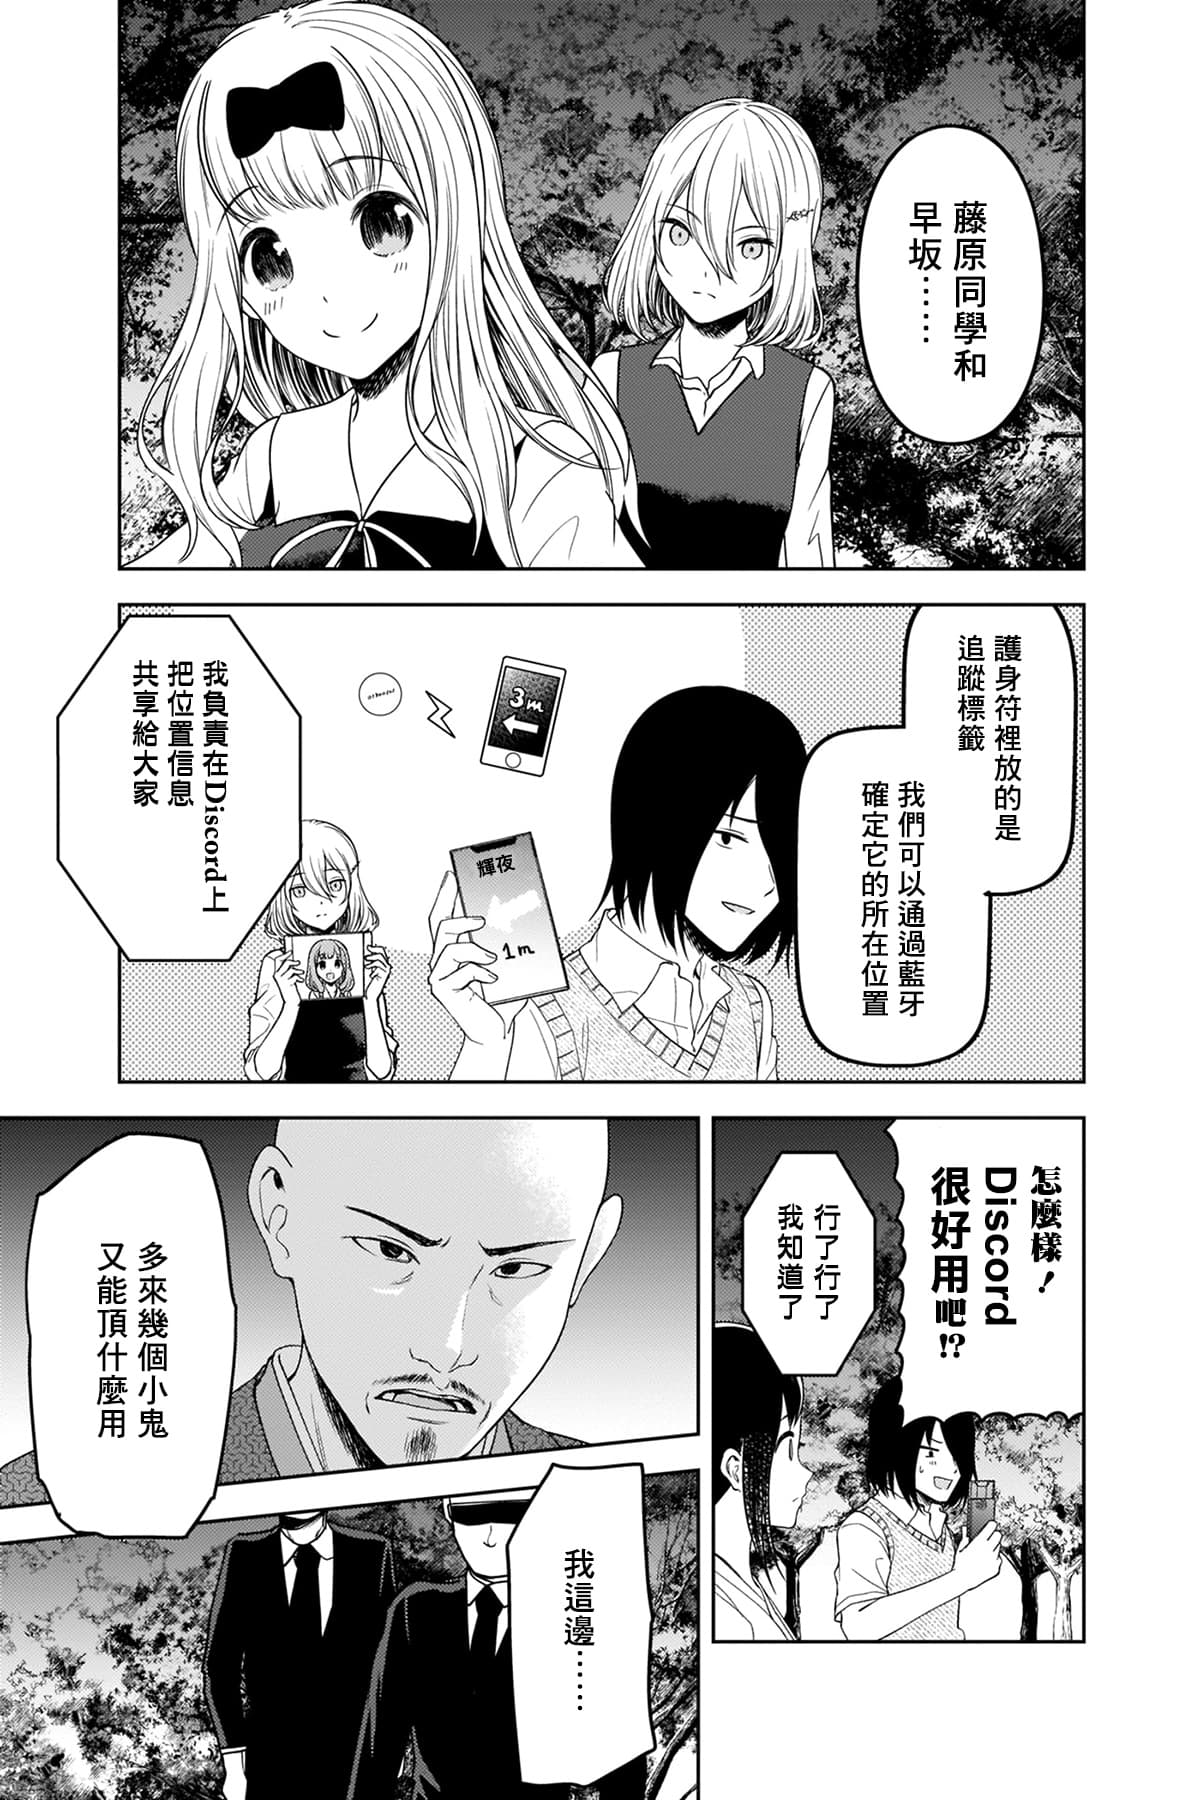 藤原同學和
早坂……
護身符裡放的是
追蹤標籤
我們可以通過藍牙
確定它的所在位置
3m
輝夜
1m
我負責在Discord上
把位置信息
共享給大家
怎麼樣！
Discord
很好用吧!?
行了行了
我知道了
多來幾個小鬼
又能頂什麼用
我這邊……